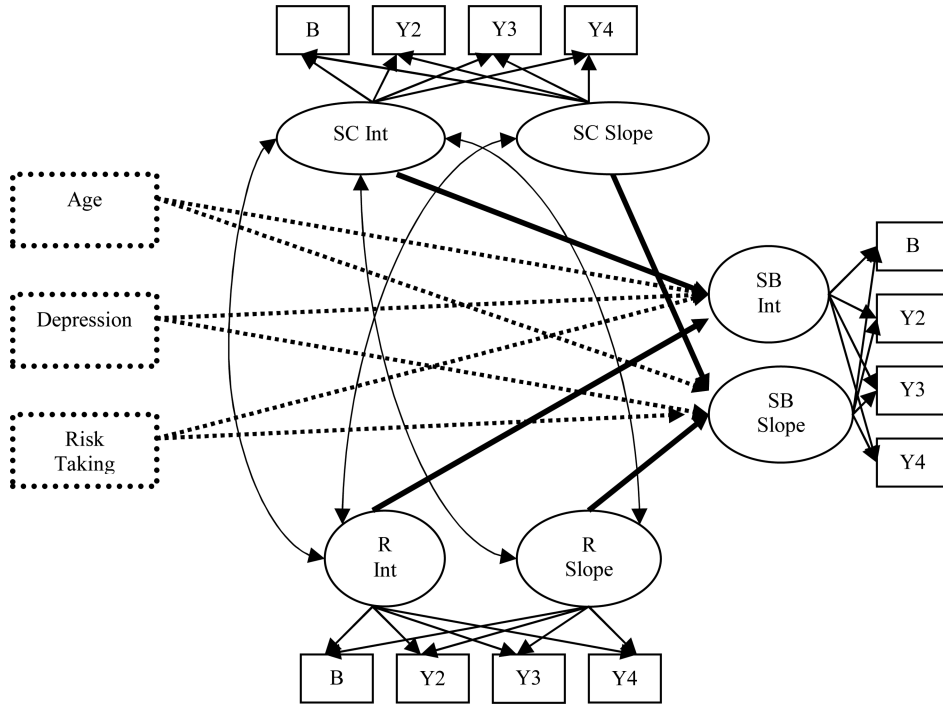 B
Y2
Y3
Y4
SC Int
SC Slope
Age
Depression
Risk
Taking
SB
Int
SB
Slope
B
Y2
Y3
Y4
R
Int
R
Slope
B
Y2
Y3
Y4